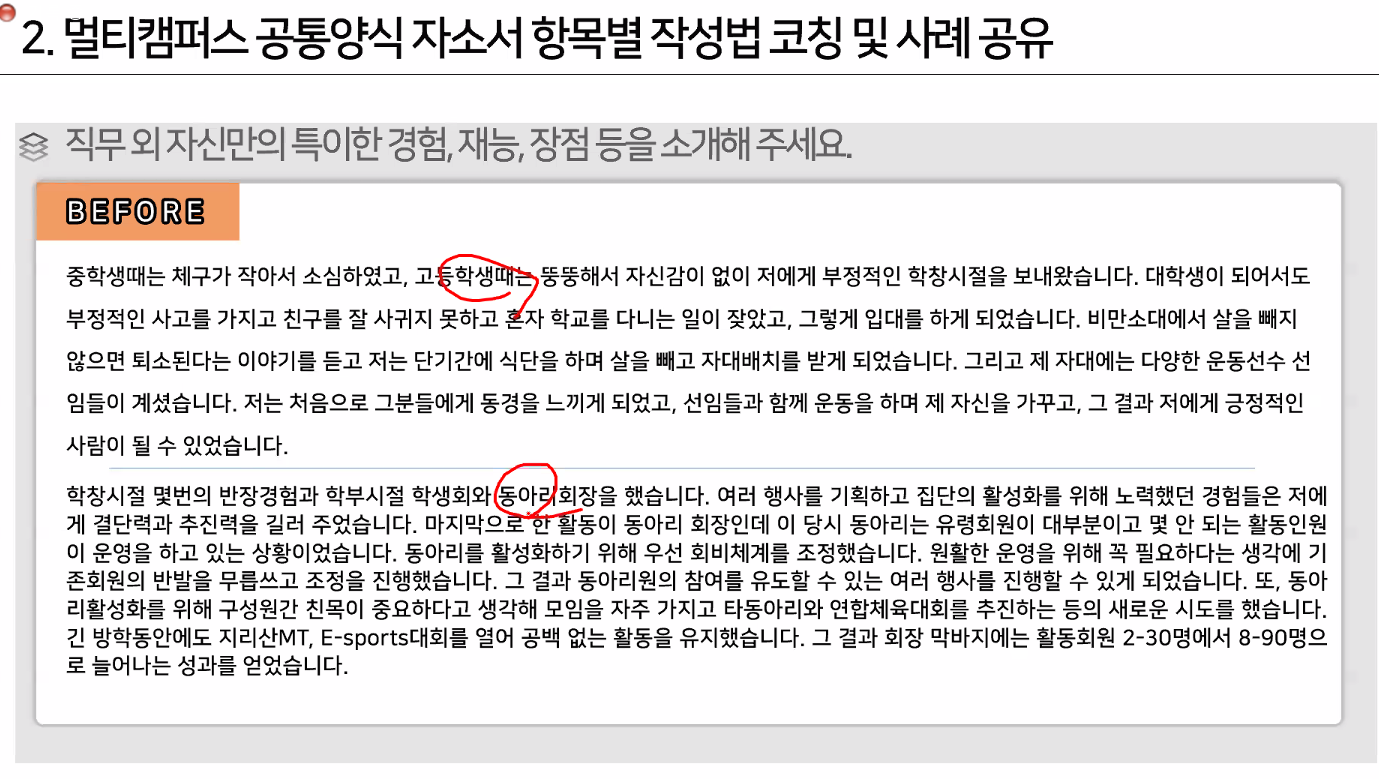 2. 멀티캠퍼스 공통양식 자소서 항목별 작성법 코칭 및 사례 공유
직무 외 자신만의 특이한 경험, 재능, 장점 등을 소개해 주세요.
BEFORE
중학생때는 체구가 작아서 소심하였고, 고등학생때는 뚱뚱해서 자신감이 없이 저에게 부정적인 학창시절을 보내왔습니다. 대학생이 되어서도
부정적인 사고를 가지고 친구를 잘 사귀지 못하고 혼자 학교를 다니는 일이 잦았고, 그렇게 입대를 하게 되었습니다. 비만소대에서 살을 빼지
않으면 퇴소된다는 이야기를 듣고 저는 단기간에 식단을 하며 살을 빼고 자대배치를 받게 되었습니다. 그리고 제 자대에는 다양한 운동선수 선
임들이 계셨습니다. 저는 처음으로 그분들에게 동경을 느끼게 되었고, 선임들과 함께 운동을 하며 제 자신을 가꾸고, 그 결과 저에게 긍정적인
사람이 될 수 있었습니다.
학창시절 몇번의 반장경험과 학부시절 학생회와 동아리회장을 했습니다. 여러 행사를 기획하고 집단의 활성화를 위해 노력했던 경험들은 저에
게 결단력과 추진력을 길러 주었습니다. 마지막으로 한 활동이 동아리 회장인데 이 당시 동아리는 유령회원이 대부분이고 몇 안 되는 활동인원
이 운영을 하고 있는 상황이었습니다. 동아리를 활성화하기 위해 우선 회비체계를 조정했습니다. 원활한 운영을 위해 꼭 필요하다는 생각에 기
존회원의 반발을 무릅쓰고 조정을 진행했습니다. 그 결과 동아리원의 참여를 유도할 수 있는 여러 행사를 진행할 수 있게 되었습니다. 또, 동아
리활성화를 위해 구성원간 친목이 중요하다고 생각해 모임을 자주 가지고 타동아리와 연합체육대회를 추진하는 등의 새로운 시도를 했습니다.
긴 방학동안에도 지리산MT, E-sports대회를 열어 공백 없는 활동을 유지했습니다. 그 결과 회장 막바지에는 활동회원 2-30명에서 8-90명으
로 늘어나는 성과를 얻었습니다.